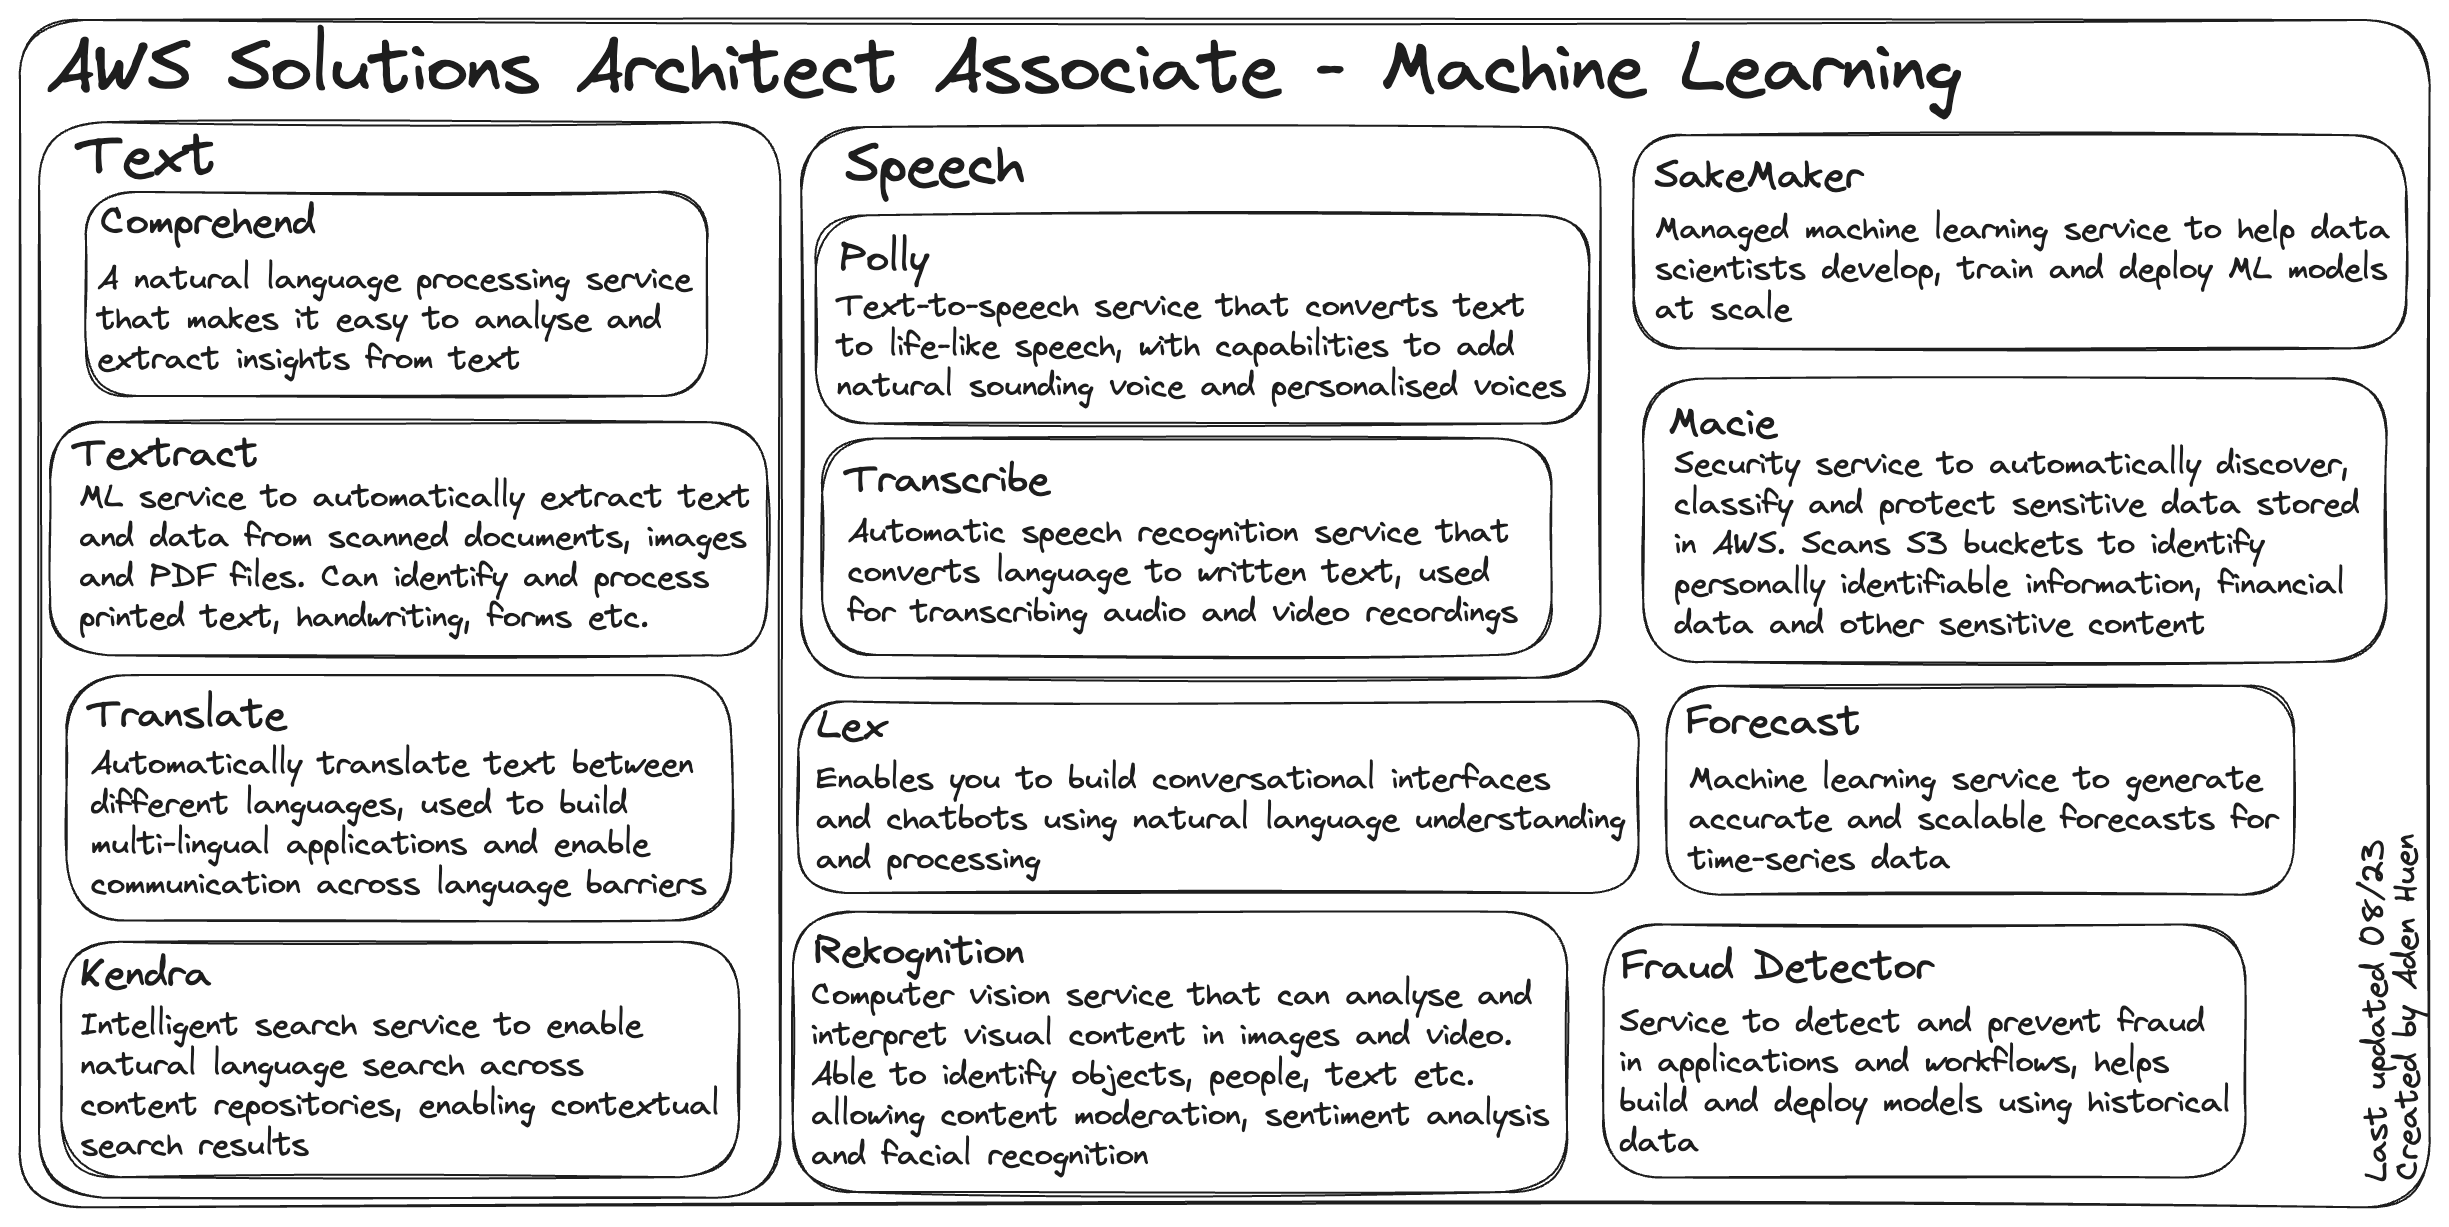 AWS Solutions Architect Associate - Machine Learning
Text
Comprehend
A natural language processing service
that makes it easy to analyse and
extract insights from text
Textract
ML service to automatically extract text
and data from scanned documents, images
and PDF files. Can identify and process
printed text, handwriting, forms etc.
Translate
Automatically translate text between
different languages, used to build
multi-lingual applications and enable
communication across language barriers
Kendra
Intelligent search service to enable
natural language search across
content repositories, enabling contextual
search results
Speech
Polly
Text-to-speech service that converts text
to life-like speech, with capabilities to add
natural sounding voice and personalised voices
Transcribe
Automatic speech recognition service that
converts language to written text, used
for transcribing audio and video recordings
Lex
Enables you to build conversational interfaces
and chatbots using natural language understanding
and processing
Rekognition
Computer vision service that can analyse and
interpret visual content in images and video.
Able to identify objects, people, text etc.
allowing content moderation, sentiment analysis
and facial recognition
SakeMaker
Managed machine learning service to help data
scientists develop, train and deploy ML models
at scale
Macie
Security service to automatically discover,
classify and protect sensitive data stored
in AWS. Scans S3 buckets to identify
personally identifiable information, financial
data and other sensitive content
Forecast
Machine learning service to generate
accurate and scalable forecasts for
time-series data
Fraud Detector
Service to detect and prevent fraud
in applications and workflows, helps
build and deploy models using historical
data
Last updated 08/23
Created by Aden Huen